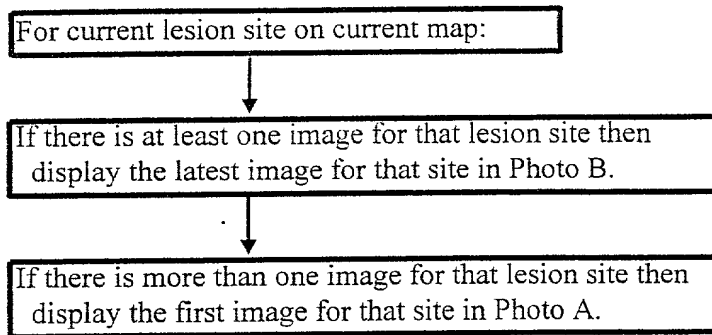 For current lesion site on current map:
If there is at least one image for that lesion site then
display the latest image for that site in Photo B.
If there is more than one image for that lesion site then
display the first image for that site in Photo A.